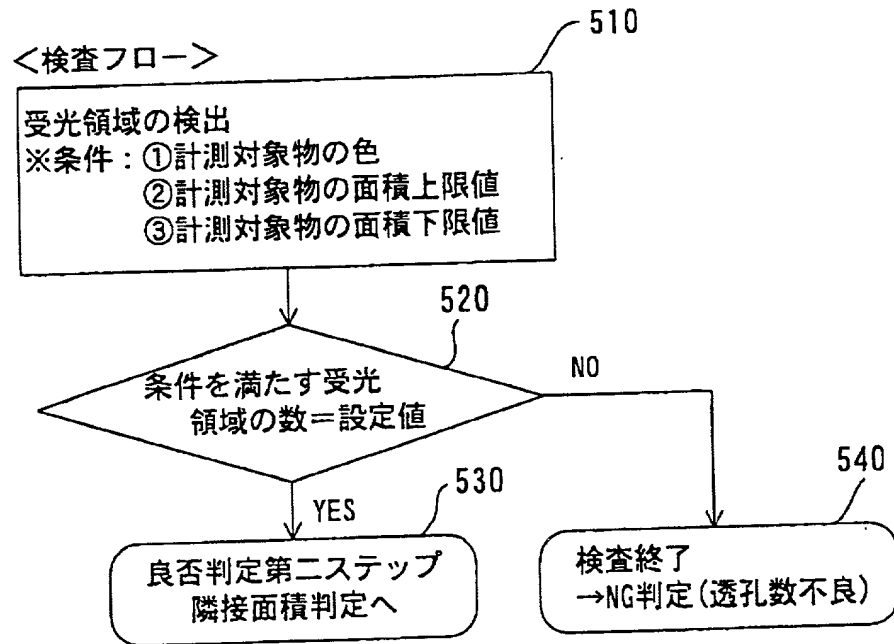 510
＜検査フロー＞
受光領域の検出
※条件：①計測対象物の色
②計測対象物の面積上限値
③計測対象物の面積下限値
520
条件を満たす受光
領域の数＝設定値
NO
YES
530
良否判定第二ステップ
隣接面積判定へ
540
検査終了
→NG判定(透孔数不良)